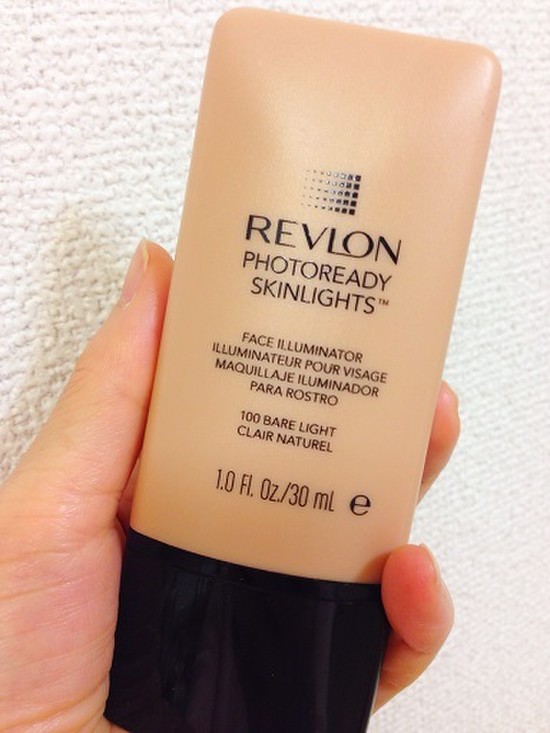 REVLON
PHOTOREADY
SKINLIGHTS™
FACE ILLUMINATOR
ILLUMINATEUR POUR VISAGE
MAQUILLAJE ILUMINADOR
PARA ROSTRO
100 BARE LIGHT
CLAIR NATUREL
1.0 Fl. Oz./30 mL ℮